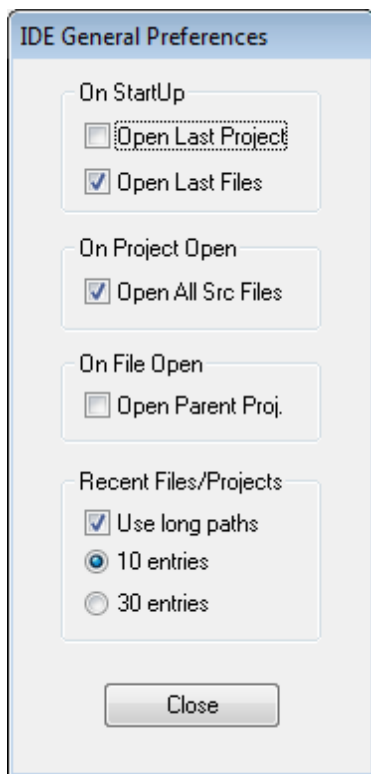 IDE General Preferences
On StartUp
Open Last Project
Open Last Files
On Project Open
Open All Src Files
On File Open
Open Parent Proj.
Recent Files/Projects
Use long paths
10 entries
30 entries
Close